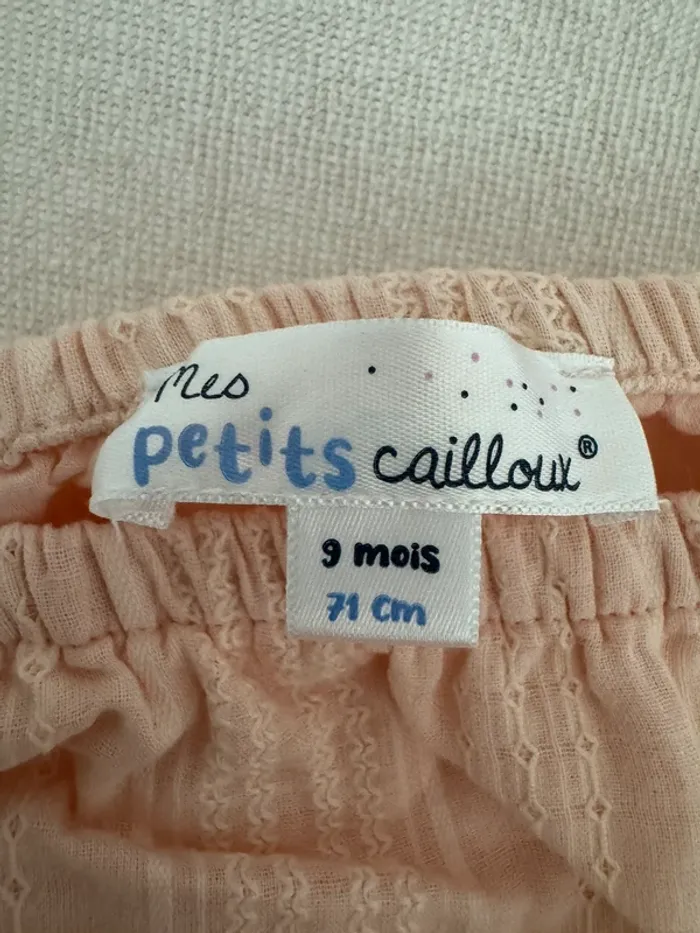 Mes
petits cailloux®
9 mois
71 cm